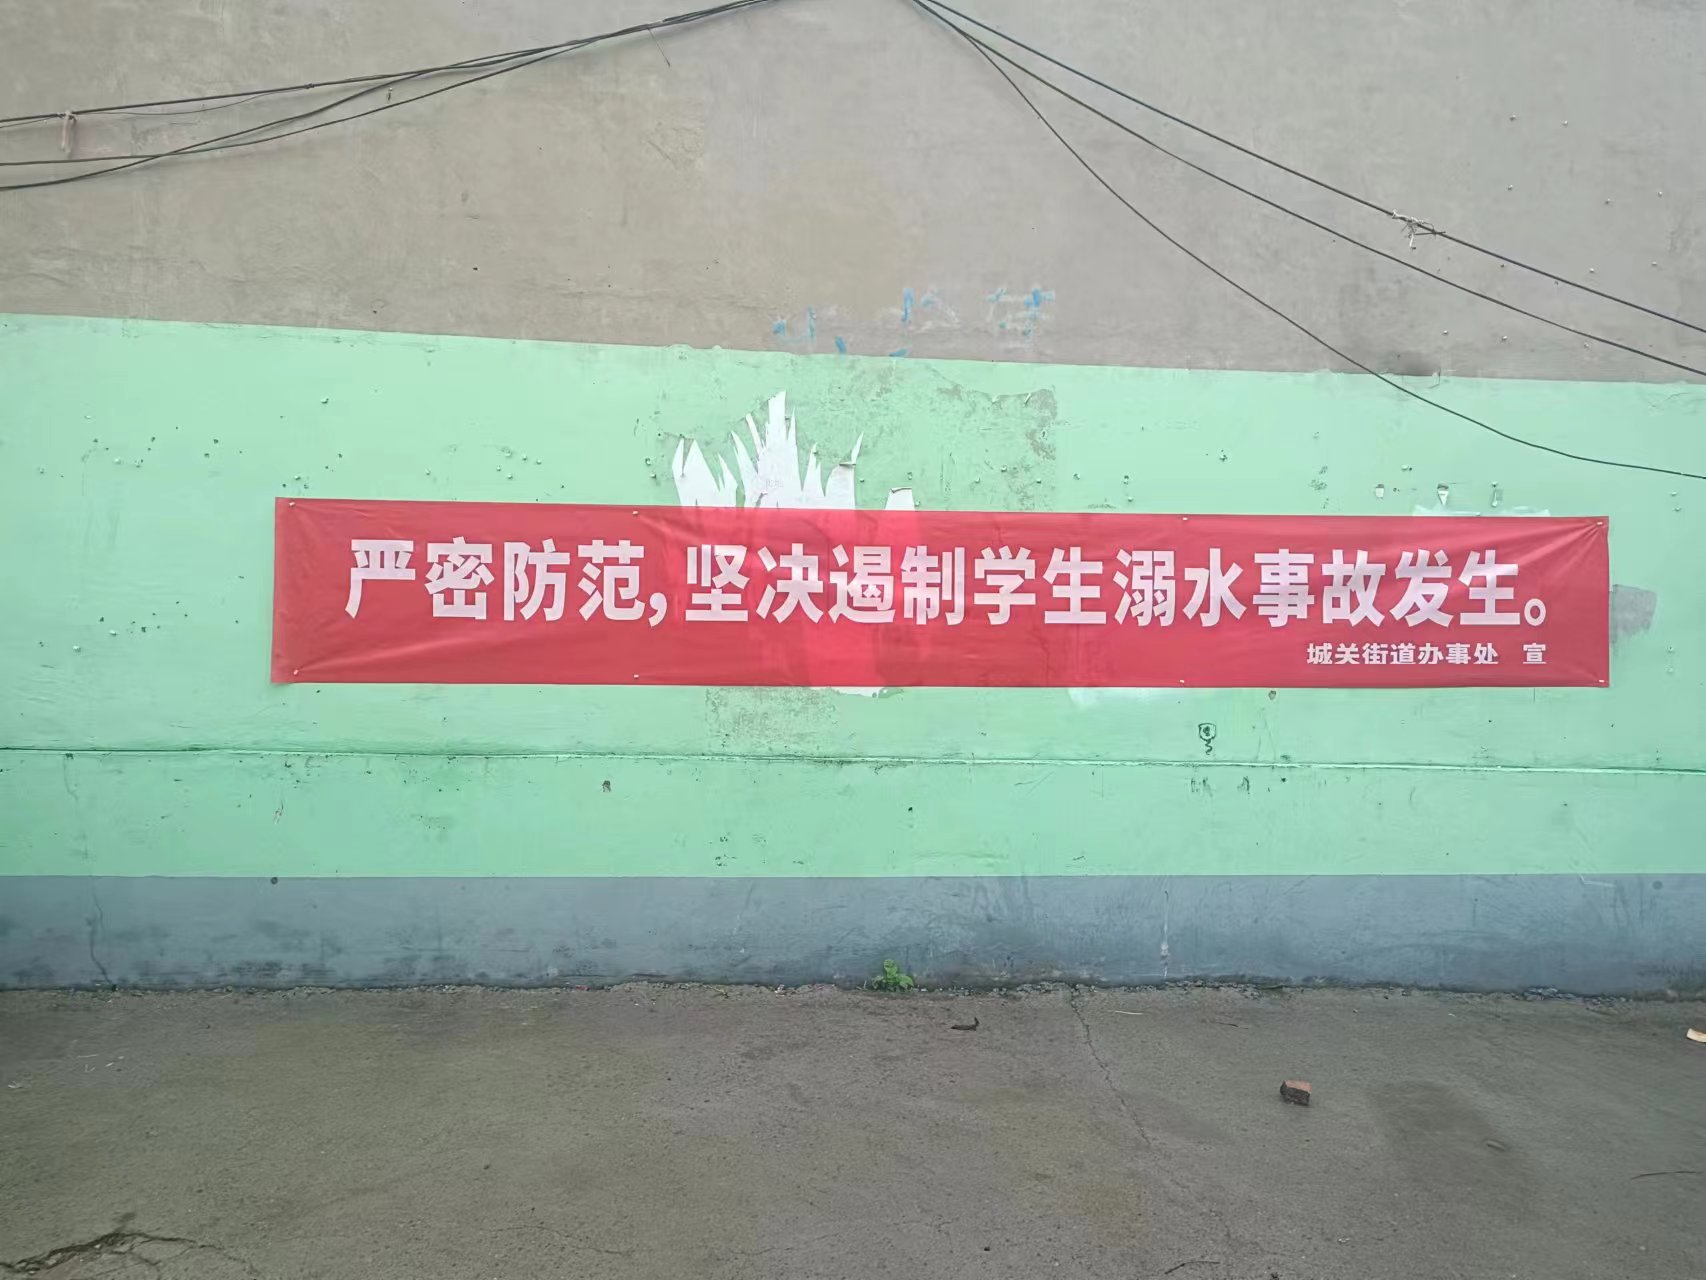 严密防范，坚决遏制学生溺水事故发生。
城关街道办事处 宣